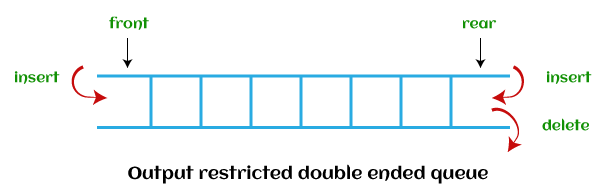 front rear
insert insert
delete
Output restricted double ended queue